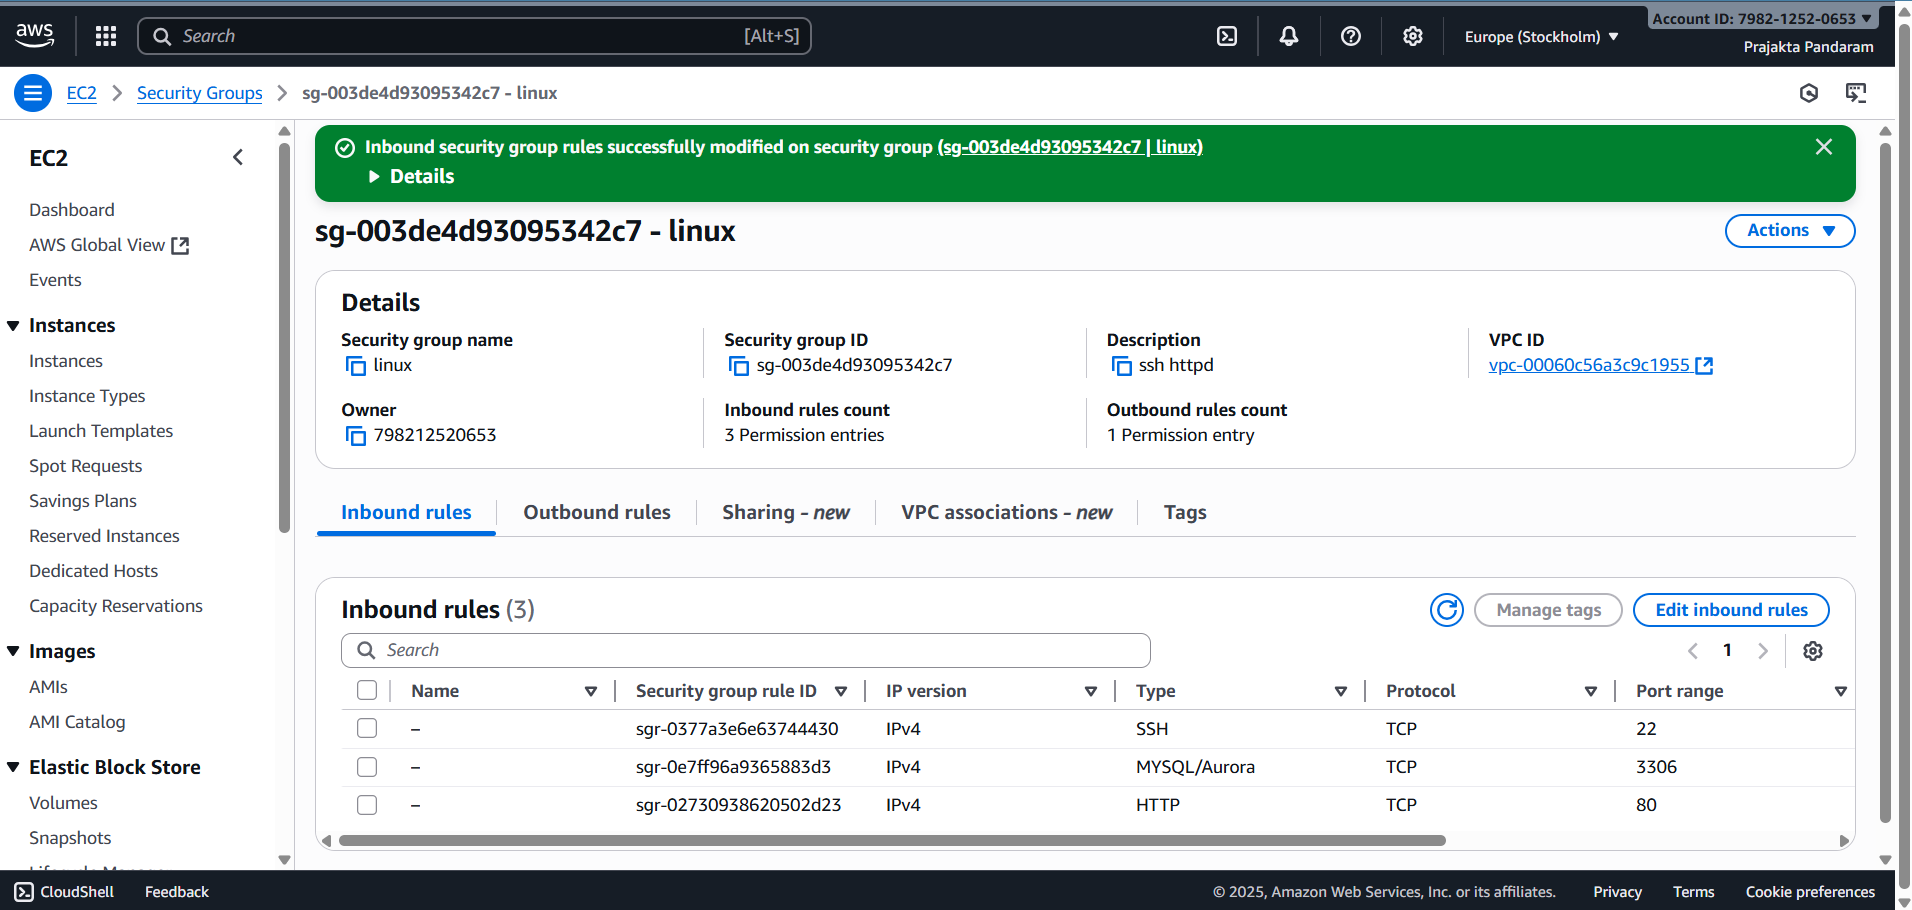 aws
Search [Alt+S]
Europe (Stockholm)
Account ID: 7982-1252-0653
Prajakta Pandaram
EC2 Security Groups sg-003de4d93095342c7 - linux
EC2
Dashboard
AWS Global View
Events
Instances
Instances
Instance Types
Launch Templates
Spot Requests
Savings Plans
Reserved Instances
Dedicated Hosts
Capacity Reservations
Images
AMIs
AMI Catalog
Elastic Block Store
Volumes
Snapshots
Inbound security group rules successfully modified on security group (sg-003de4d93095342c7 | linux)
Details
sg-003de4d93095342c7 - linux
Actions
Details
Security group name
linux
Security group ID
sg-003de4d93095342c7
Description
ssh httpd
VPC ID
vpc-00060c56a3c9c1955
Owner
798212520653
Inbound rules count
3 Permission entries
Outbound rules count
1 Permission entry
Inbound rules Outbound rules Sharing - new VPC associations - new Tags
Inbound rules (3)
Manage tags Edit inbound rules
Search
1
Name Security group rule ID IP version Type Protocol Port range
– sgr-0377a3e6e63744430 IPv4 SSH TCP 22
– sgr-0e7ff96a9365883d3 IPv4 MYSQL/Aurora TCP 3306
– sgr-02730938620502d23 IPv4 HTTP TCP 80
CloudShell Feedback © 2025, Amazon Web Services, Inc. or its affiliates. Privacy Terms Cookie preferences